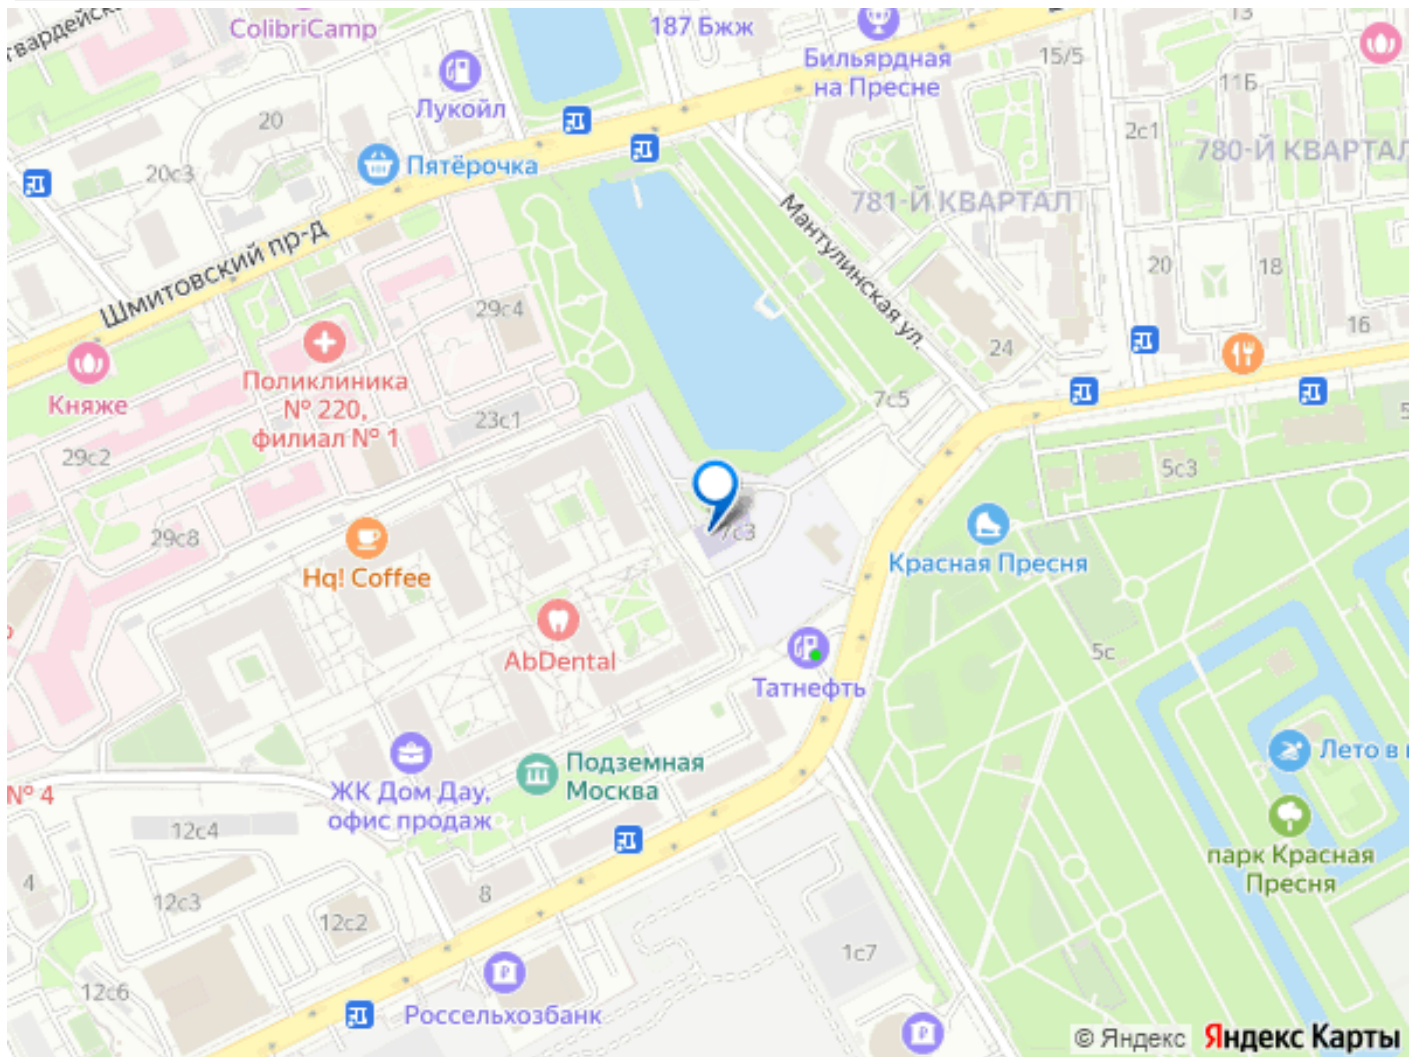 ColibriCamp
187 Бжж
Бильярдная
на Пресне
Лукойл
13
15/5
11Б
20
2с1
780-Й КВАРТАЛ
20с3
Пятёрочка
781-Й КВАРТАЛ
Мантулинская ул.
Шмитовский пр-д
20
18
29с4
16
24
Поликлиника
№ 220,
филиал № 1
Княже
7с5
23с1
29с2
5с3
29с8
7с3
Красная Пресня
Hq! Coffee
AbDental
5с
Татнефть
Подземная
Москва
Лето в
ЖК Дом Дау,
офис продаж
№ 4
12с4
парк Красная
Пресня
4
8
12с3
12с2
1с7
12с6
Россельхозбанк
© Яндекс Яндекс Карты